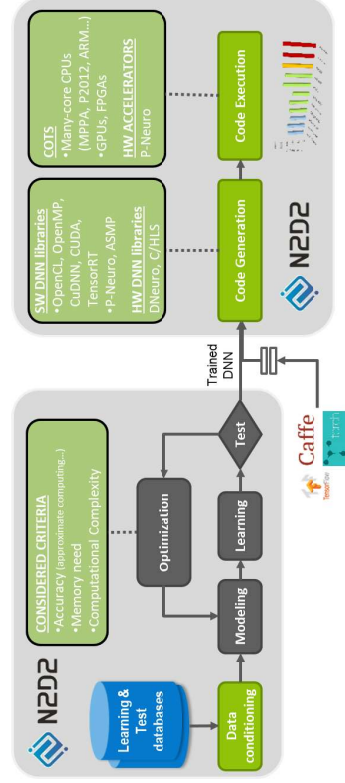 N2D2
CONSIDERED CRITERIA
•Accuracy (approximate computing...)
•Memory need
•Computational Complexity
Learning &
Test
databases
Optimization
Data
conditioning
Modeling
Learning
Test
Trained
DNN
TensorFlow
Caffe
torch
SW DNN libraries
•OpenCL, OpenMP,
CuDNN, CUDA,
TensorRT
•P-Neuro, ASMP
HW DNN libraries
DNeuro, C/HLS
COTS
•Many-core CPUs
(MPPA, P2012, ARM...)
•GPUs, FPGAs
HW ACCELERATORS
P-Neuro
Code Generation
Code Execution
N2D2